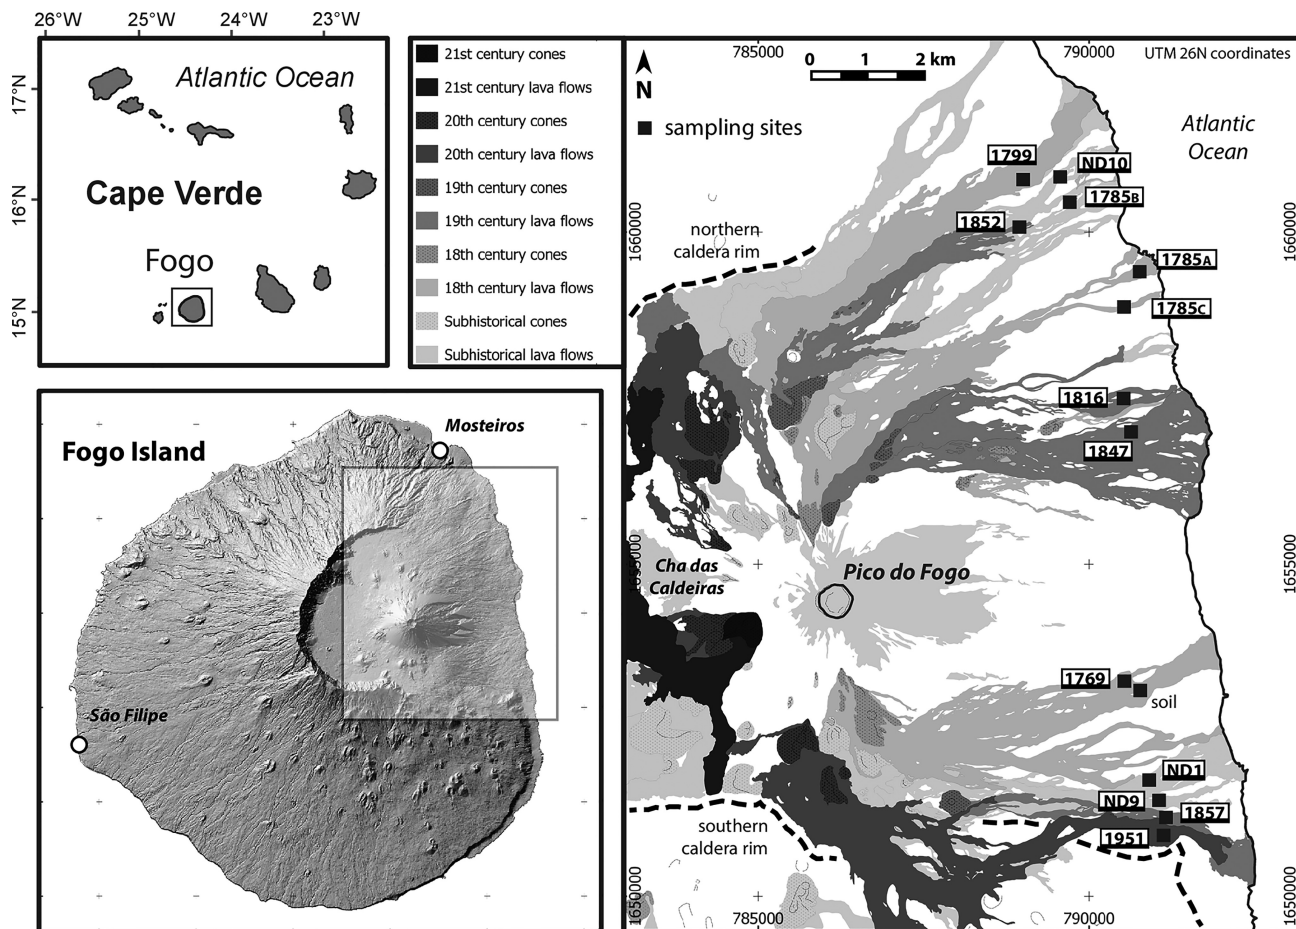 26°W
25°W
24°W
23°W
17°N
16°N
15°N
Atlantic Ocean
Cape Verde
Fogo
21st century cones
21st century lava flows
20th century cones
20th century lava flows
19th century cones
19th century lava flows
18th century cones
18th century lava flows
Subhistorical cones
Subhistorical lava flows
Fogo Island
Mosteiros
São Filipe
785000
790000
UTM 26N coordinates
0 1 2 km
N
sampling sites
Atlantic
Ocean
1799
ND10
1785B
1852
northern
caldera rim
1660000
1660000
1785A
1785C
1816
1847
1655000
1655000
Cha das
Caldeiras
Pico do Fogo
1769
soil
ND1
ND9
1857
1951
southern
caldera rim
1650000
1650000
785000
790000